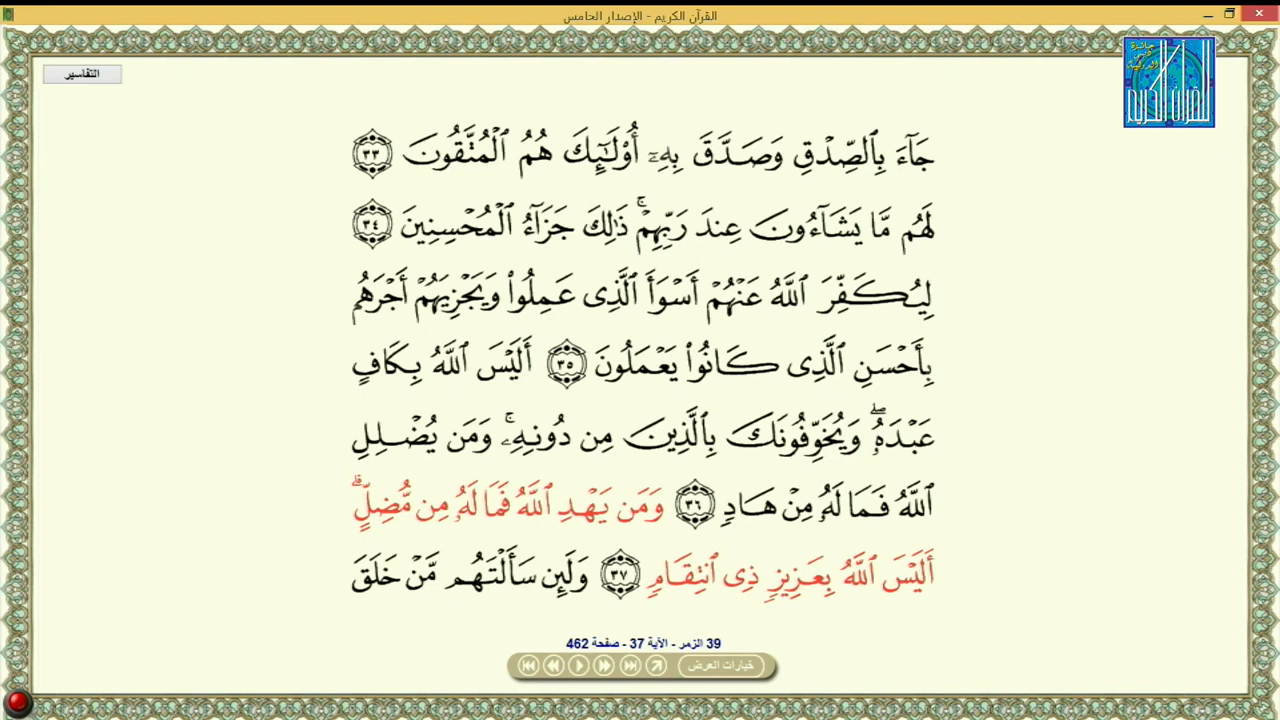 القرآن الكريم - الإصدار الخامس
التفاسير
جَآءَ بِٱلصِّدۡقِ وَصَدَّقَ بِهِۦٓ أُوْلَٰٓئِكَ هُمُ ٱلۡمُتَّقُونَ ٣٣
لَهُم مَّا يَشَآءُونَ عِندَ رَبِّهِمۡۚ ذَٰلِكَ جَزَآءُ ٱلۡمُحۡسِنِينَ ٣٤
لِيُكَفِّرَ ٱللَّهُ عَنۡهُمۡ أَسۡوَأَ ٱلَّذِى عَمِلُواْ وَيَجۡزِيَهُمۡ أَجۡرَهُم
بِأَحۡسَنِ ٱلَّذِى كَانُواْ يَعۡمَلُونَ ٣٥ أَلَيۡسَ ٱللَّهُ بِكَافٍ
عَبۡدَهُۥۖ وَيُخَوِّفُونَكَ بِٱلَّذِينَ مِن دُونِهِۦۚ وَمَن يُضۡلِلِ
ٱللَّهُ فَمَا لَهُۥ مِنۡ هَادٖ ٣٦ وَمَن يَهۡدِ ٱللَّهُ فَمَا لَهُۥ مِن مُّضِلٍّۗ
أَلَيۡسَ ٱللَّهُ بِعَزِيزٖ ذِى ٱنتِقَامٖ ٣٧ وَلَئِن سَأَلۡتَهُم مَّنۡ خَلَقَ
39 الزمر - الآية 37 - صفحة 462
خيارات العرض